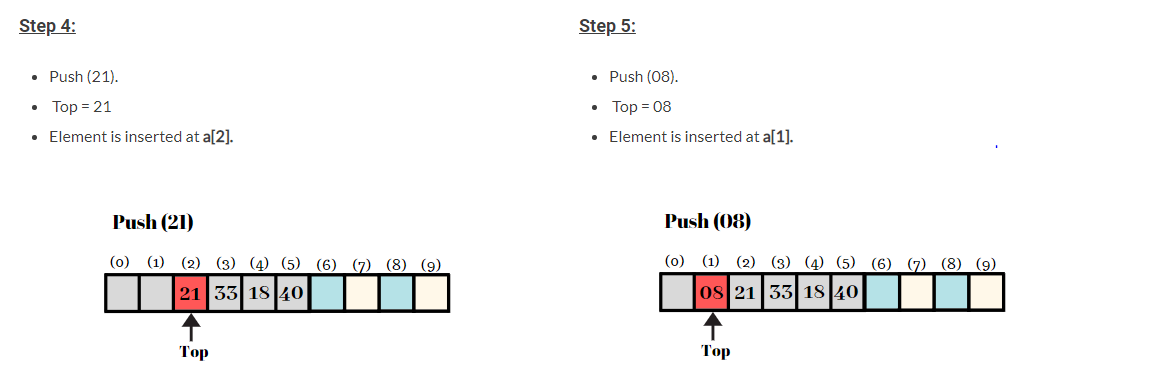 Step 4:
• Push (21).
• Top = 21
• Element is inserted at a[2].
Push (21)
(0) (1) (2) (3) (4) (5) (6) (7) (8) (9)
21 33 18 40
Top
Step 5:
• Push (08).
• Top = 08
• Element is inserted at a[1].
Push (08)
(0) (1) (2) (3) (4) (5) (6) (7) (8) (9)
08 21 33 18 40
Top